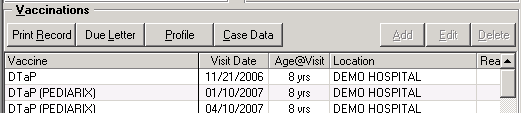 Vaccinations
Print Record Due Letter Profile Case Data Add Edit Delete
Vaccine Visit Date Age@Visit Location Rea
DTaP 11/21/2006 8 yrs DEMO HOSPITAL
DTaP (PEDIARIX) 01/10/2007 8 yrs DEMO HOSPITAL
DTaP (PEDIARIX) 04/10/2007 8 yrs DEMO HOSPITAL